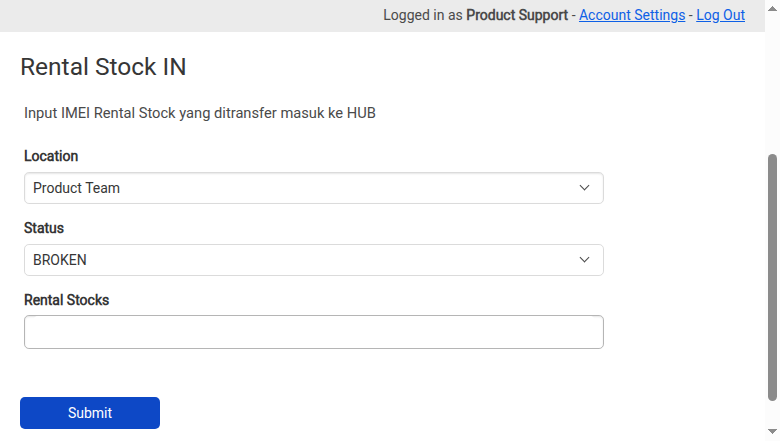 Logged in as Product Support - Account Settings - Log Out
Rental Stock IN
Input IMEI Rental Stock yang ditransfer masuk ke HUB
Location
Product Team
Status
BROKEN
Rental Stocks
Submit